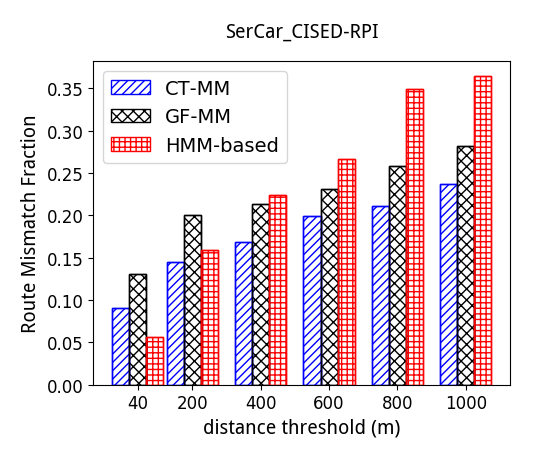 SerCar_CISED-RPI
CT-MM
GF-MM
HMM-based
Route Mismatch Fraction
0.35
0.30
0.25
0.20
0.15
0.10
0.05
0.00
40 200 400 600 800 1000
distance threshold (m)